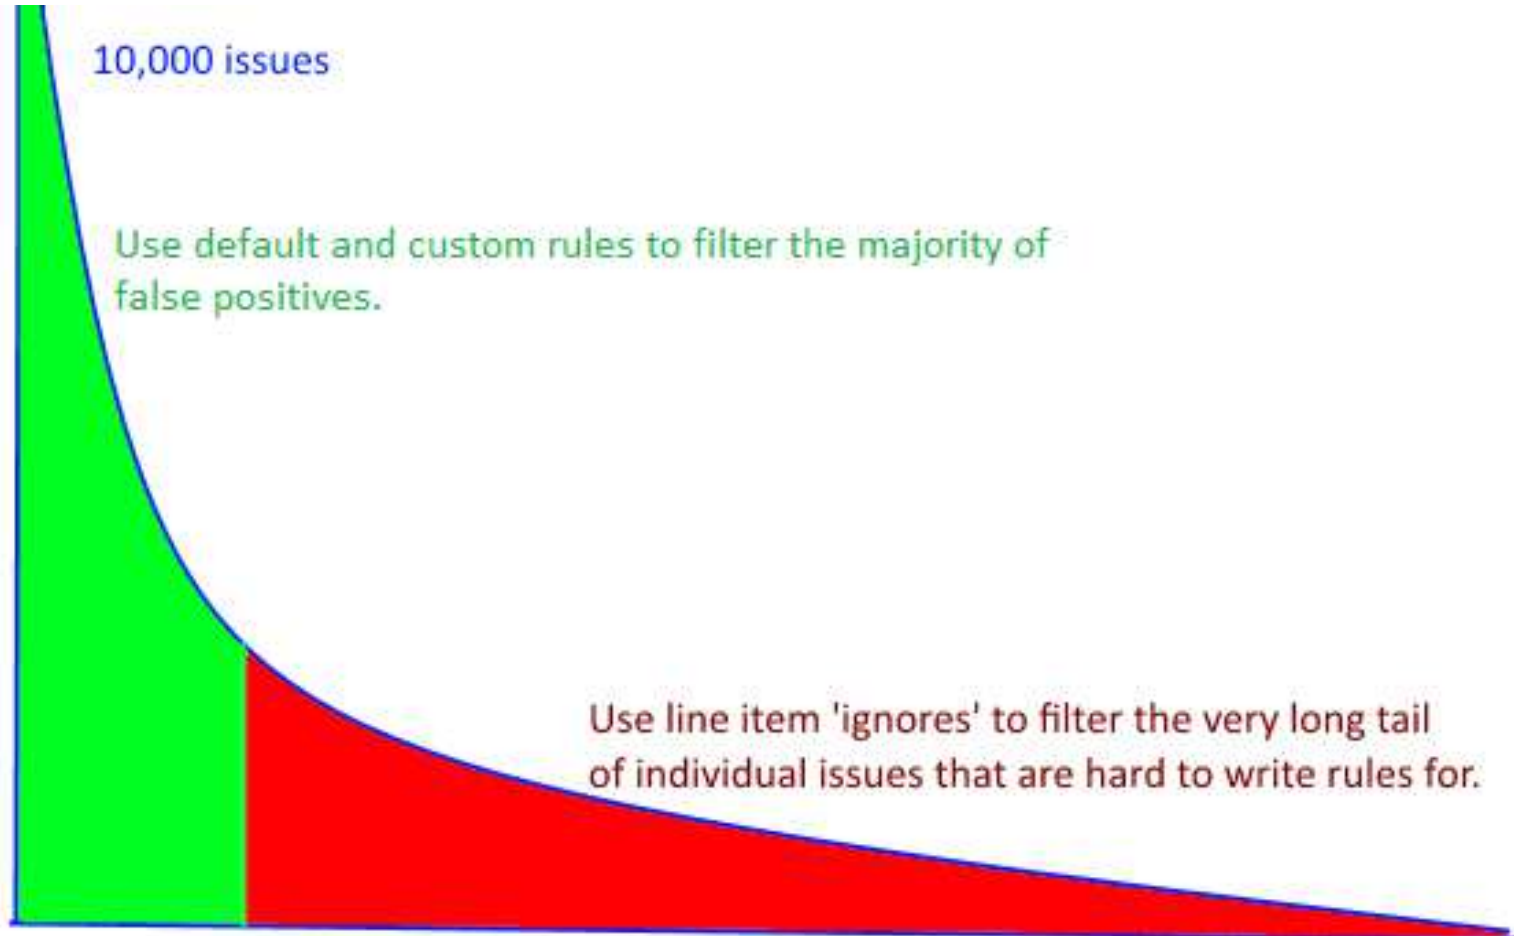 10,000 issues
Use default and custom rules to filter the majority of
false positives.
Use line item 'ignores' to filter the very long tail
of individual issues that are hard to write rules for.